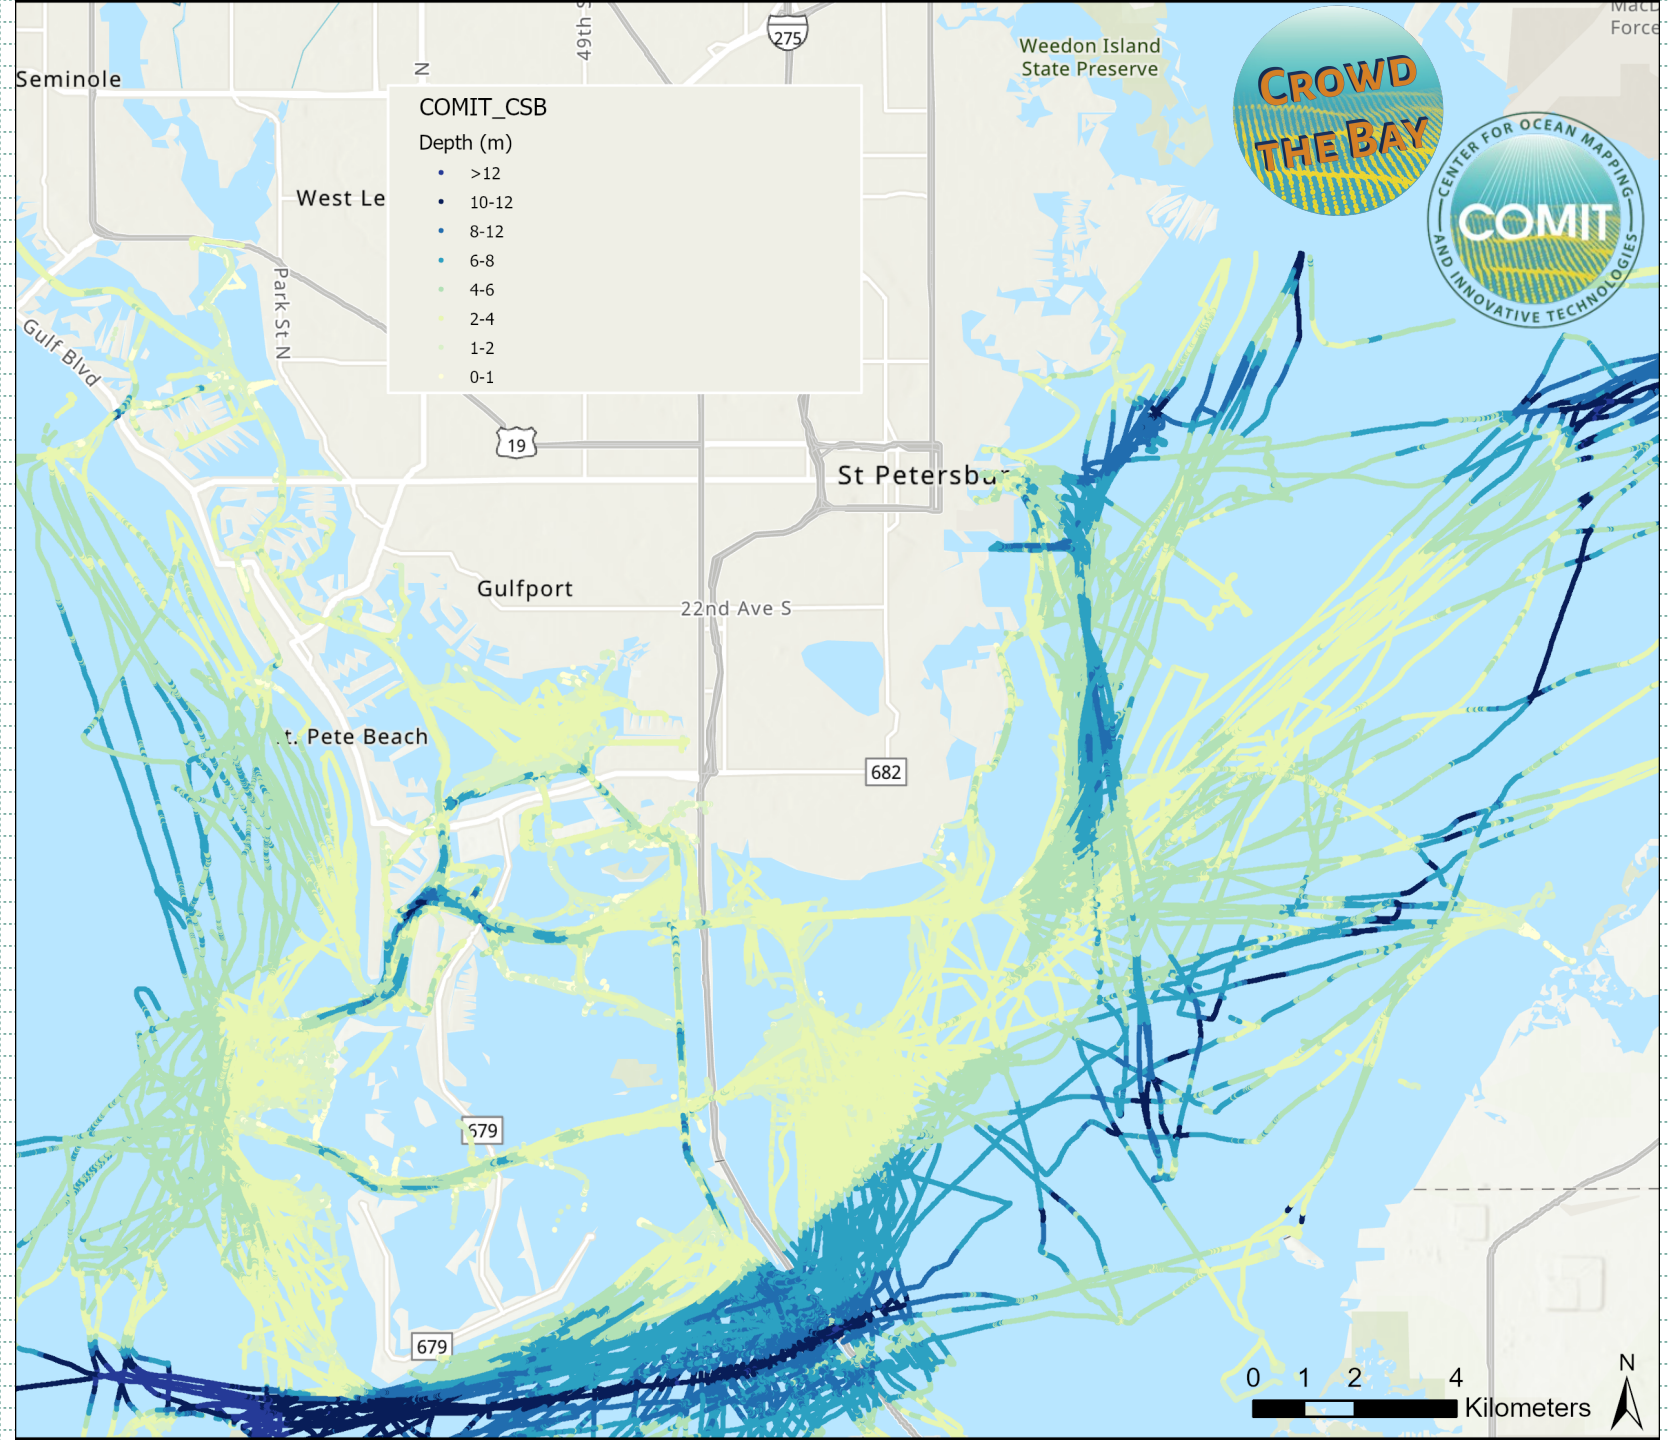 MacD
Force
275
49th S
N
Weedon Island
State Preserve
Seminole
CROWD
THE BAY
CENTER FOR OCEAN MAPPING
COMIT
AND INNOVATIVE TECHNOLOGIES
COMIT_CSB
Depth (m)
>12
10-12
8-12
6-8
4-6
2-4
1-2
0-1
West Le
Park St N
Gulf Blvd
19
St Petersbur
Gulfport
22nd Ave S
t. Pete Beach
682
679
679
0 1 2 4
Kilometers
N